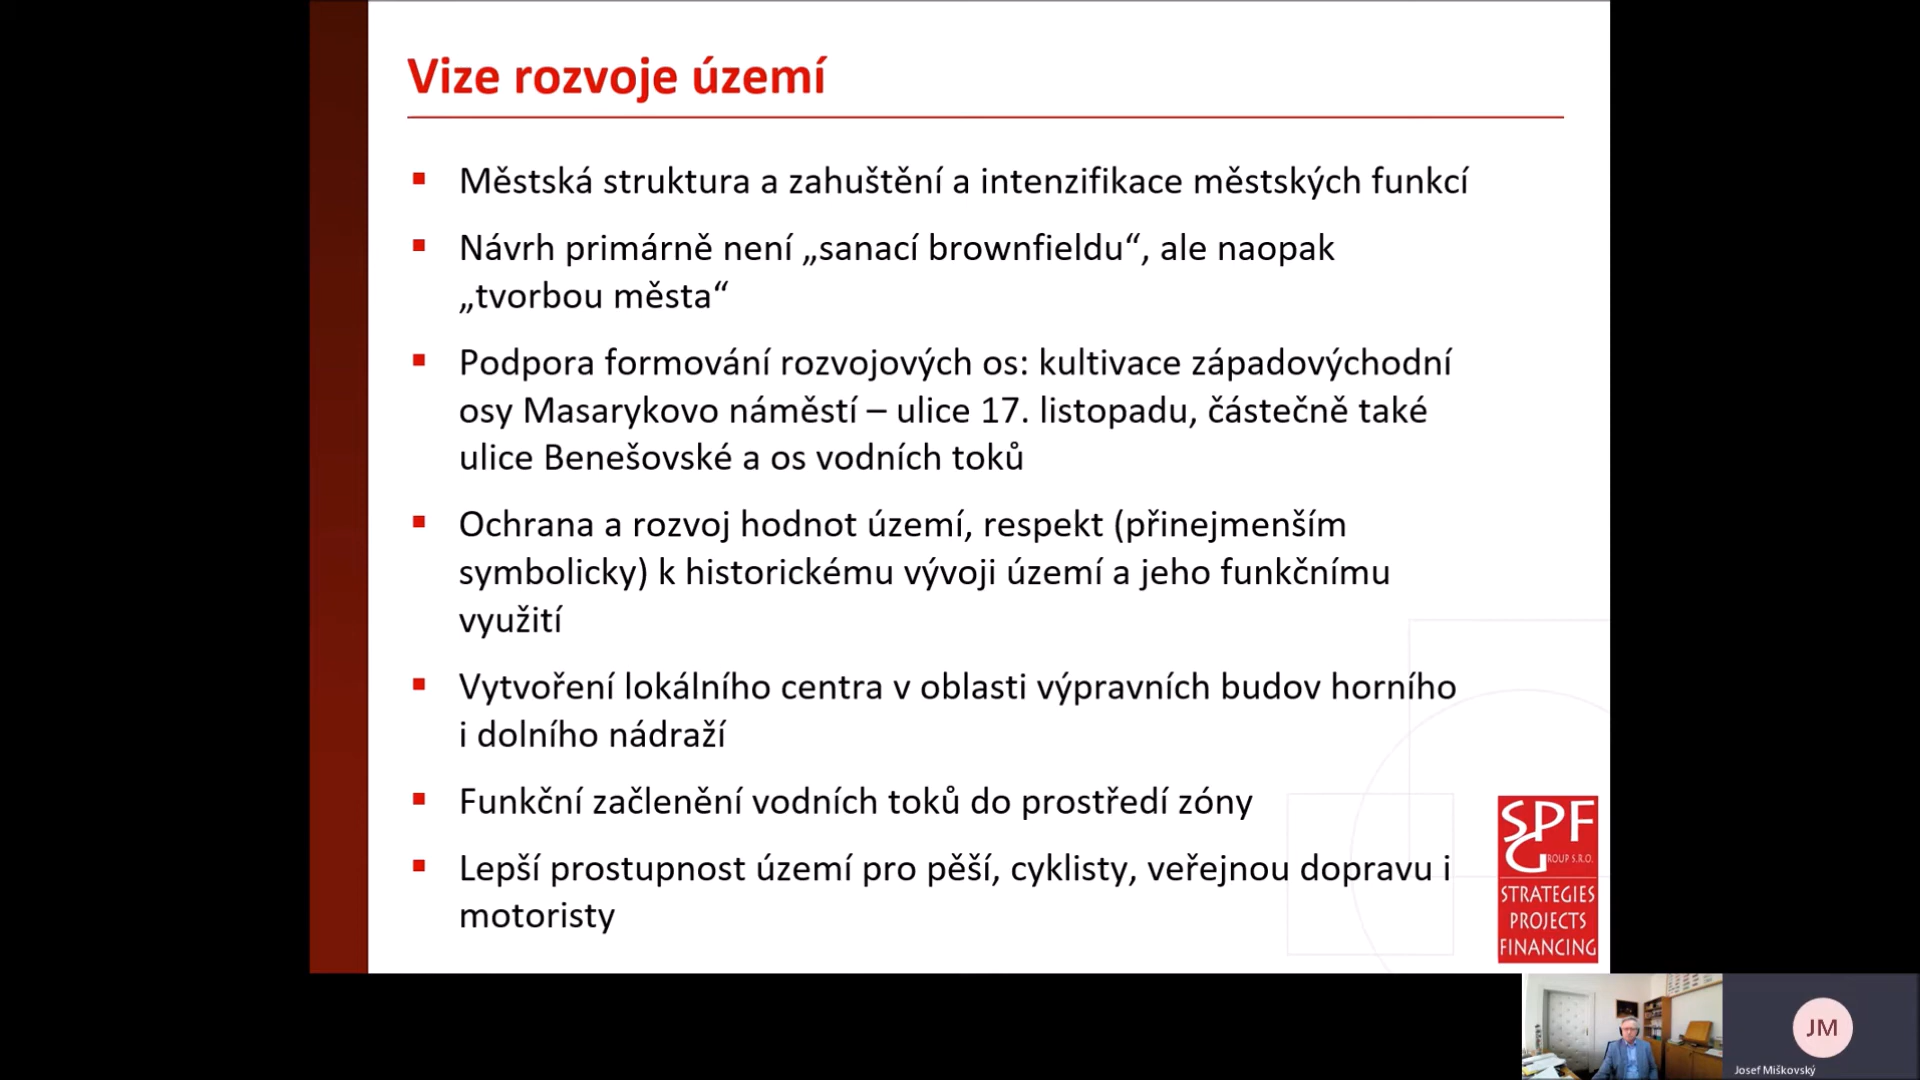 Vize rozvoje území
▪ Městská struktura a zahuštění a intenzifikace městských funkcí
▪ Návrh primárně není „sanací brownfieldu“, ale naopak
„tvorbou města“
▪ Podpora formování rozvojových os: kultivace západovýchodní
osy Masarykovo náměstí – ulice 17. listopadu, částečně také
ulice Benešovské a os vodních toků
▪ Ochrana a rozvoj hodnot území, respekt (přinejmenším
symbolicky) k historickému vývoji území a jeho funkčnímu
využití
▪ Vytvoření lokálního centra v oblasti výpravních budov horního
i dolního nádraží
▪ Funkční začlenění vodních toků do prostředí zóny
▪ Lepší prostupnost území pro pěší, cyklisty, veřejnou dopravu i
motoristy
SPF
GROUP S.R.O.
STRATEGIES
PROJECTS
FINANCING
JM
Josef Miškovský